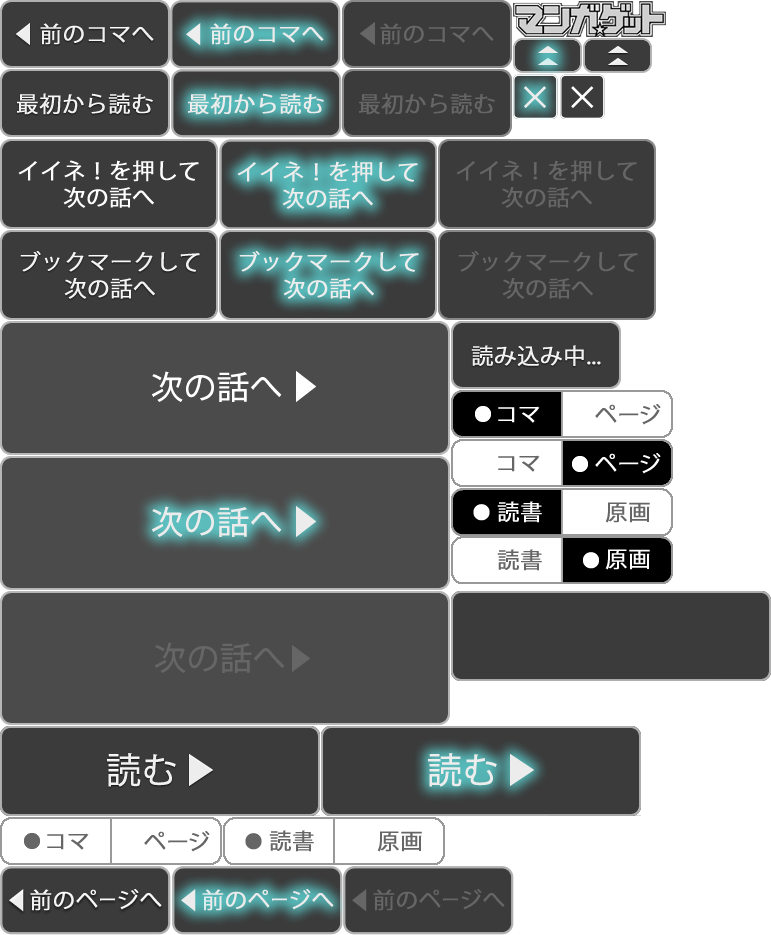 ◀前のコマへ
◀前のコマへ
◀前のコマへ
マンガ☆ゲット
最初から読む
最初から読む
最初から読む
イイネ！を押して
次の話へ
イイネ！を押して
次の話へ
イイネ！を押して
次の話へ
ブックマークして
次の話へ
ブックマークして
次の話へ
ブックマークして
次の話へ
次の話へ▶
読み込み中...
●コマ ページ
コマ ●ページ
●読書 原画
読書 ●原画
次の話へ▶
次の話へ▶
読む▶
読む▶
●コマ ページ
●読書 原画
◀前のページへ
◀前のページへ
◀前のページへ